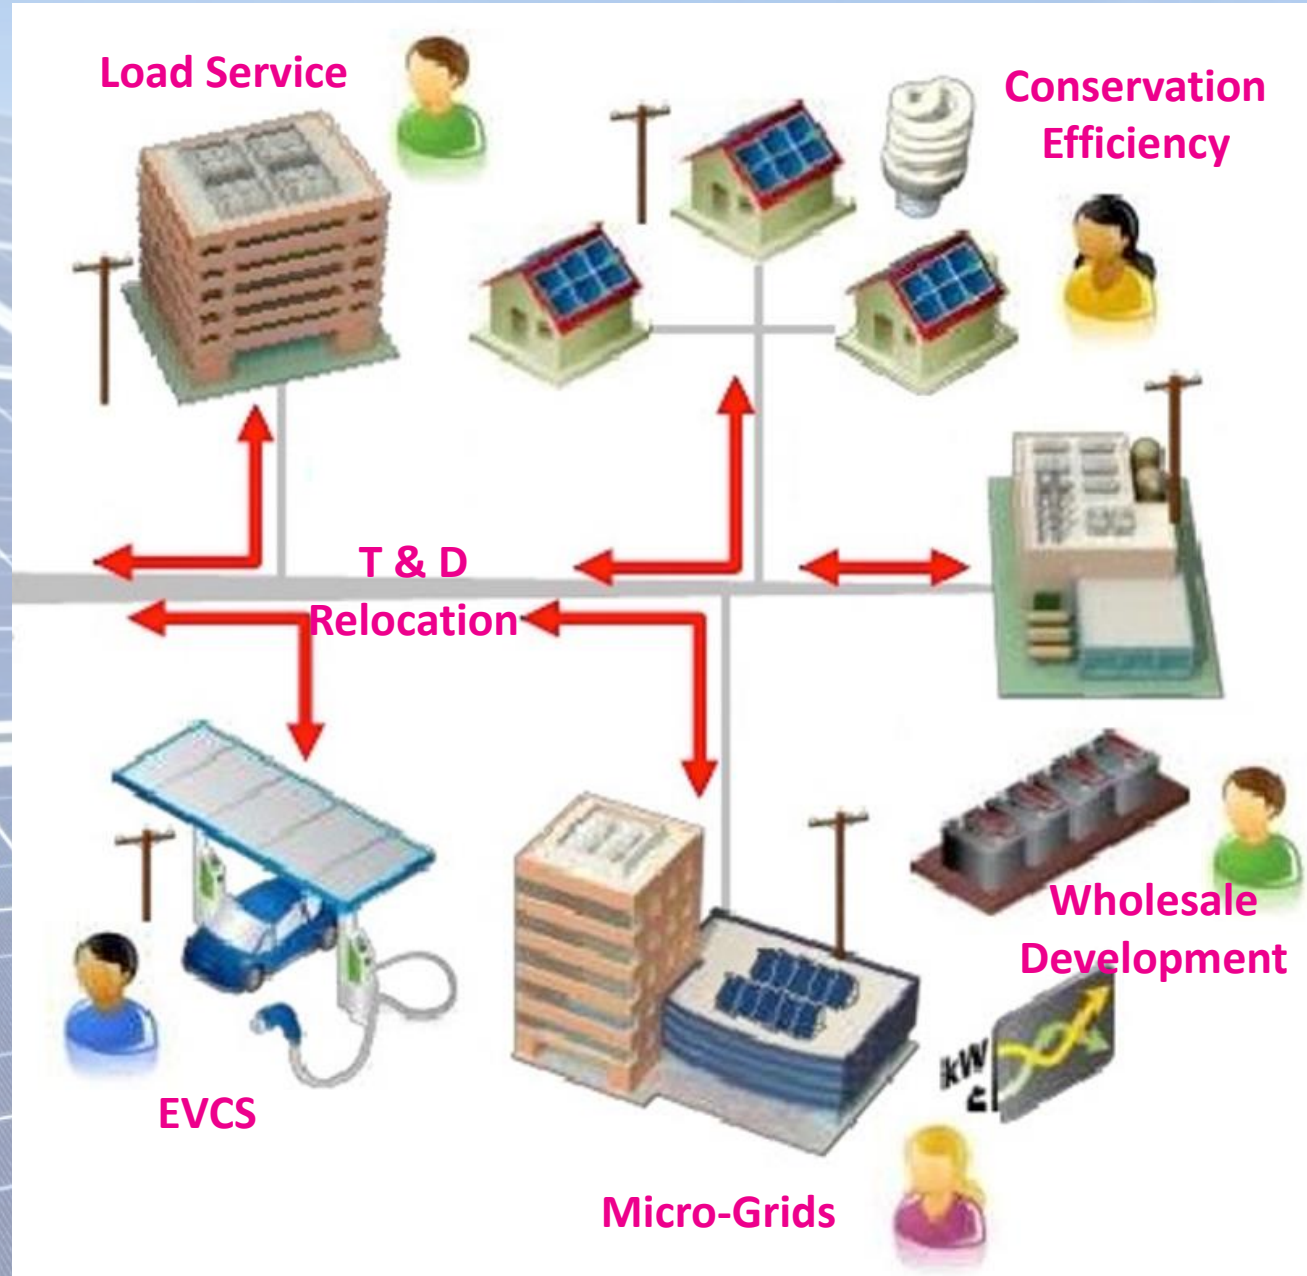 Load Service
Conservation
Efficiency
T & D
Relocation
Wholesale
Development
kW
EVCS
Micro-Grids